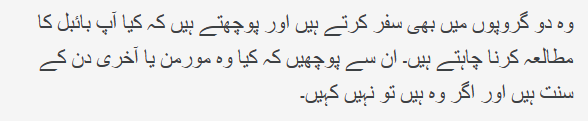 وہ دو گروپوں میں بھی سفر کرتے ہیں اور پوچھتے ہیں کہ کیا آپ بائبل کا
مطالعہ کرنا چاہتے ہیں۔ ان سے پوچھیں کہ کیا وہ مورمن یا آخری دن کے
سنت ہیں اور اگر وہ ہیں تو نہیں کہیں۔